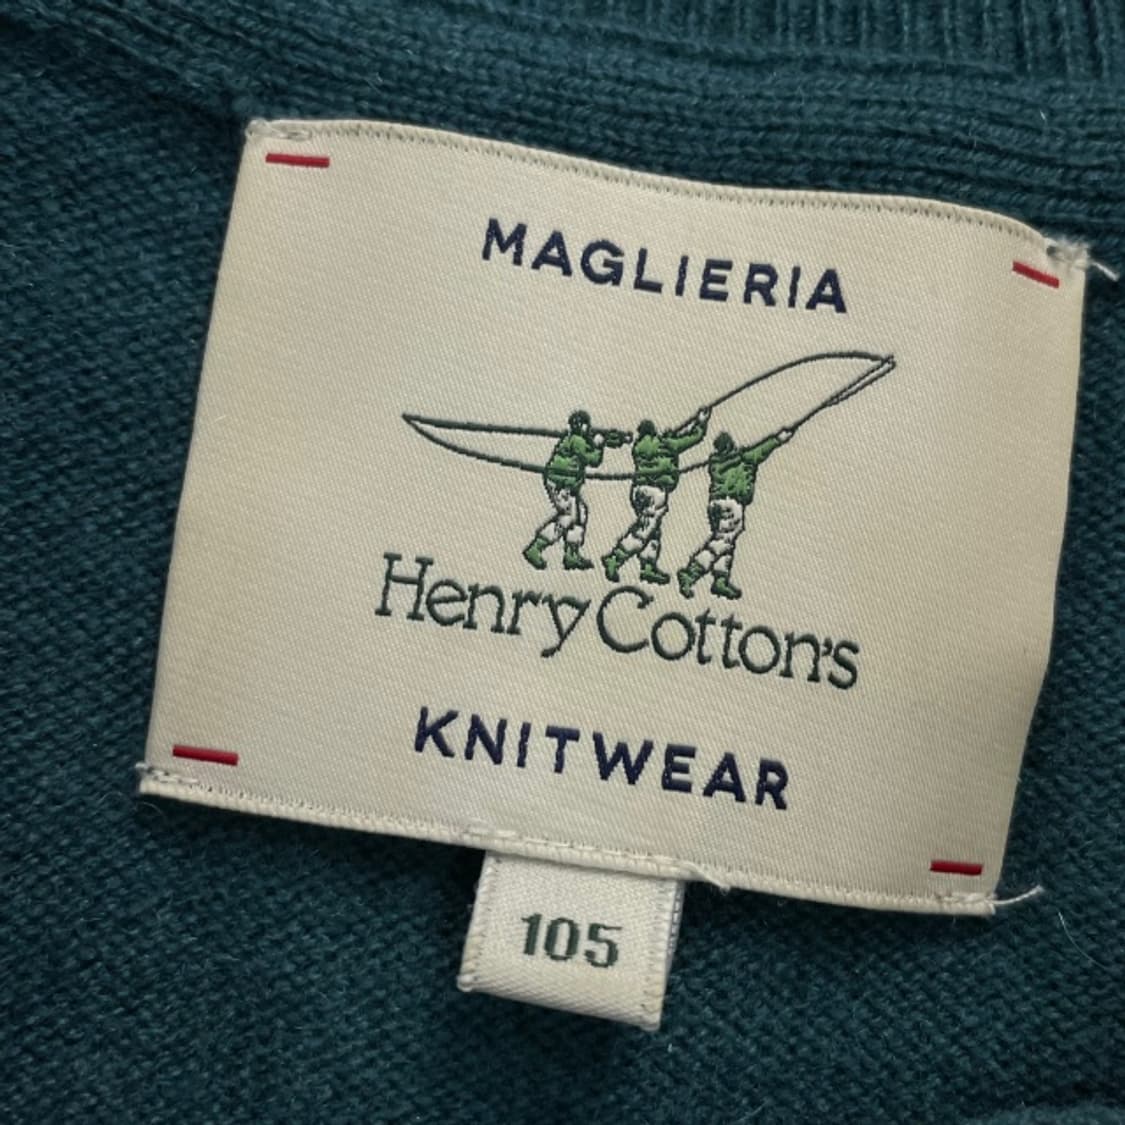 MAGLIERIA
Henry Cotton's
KNITWEAR
105